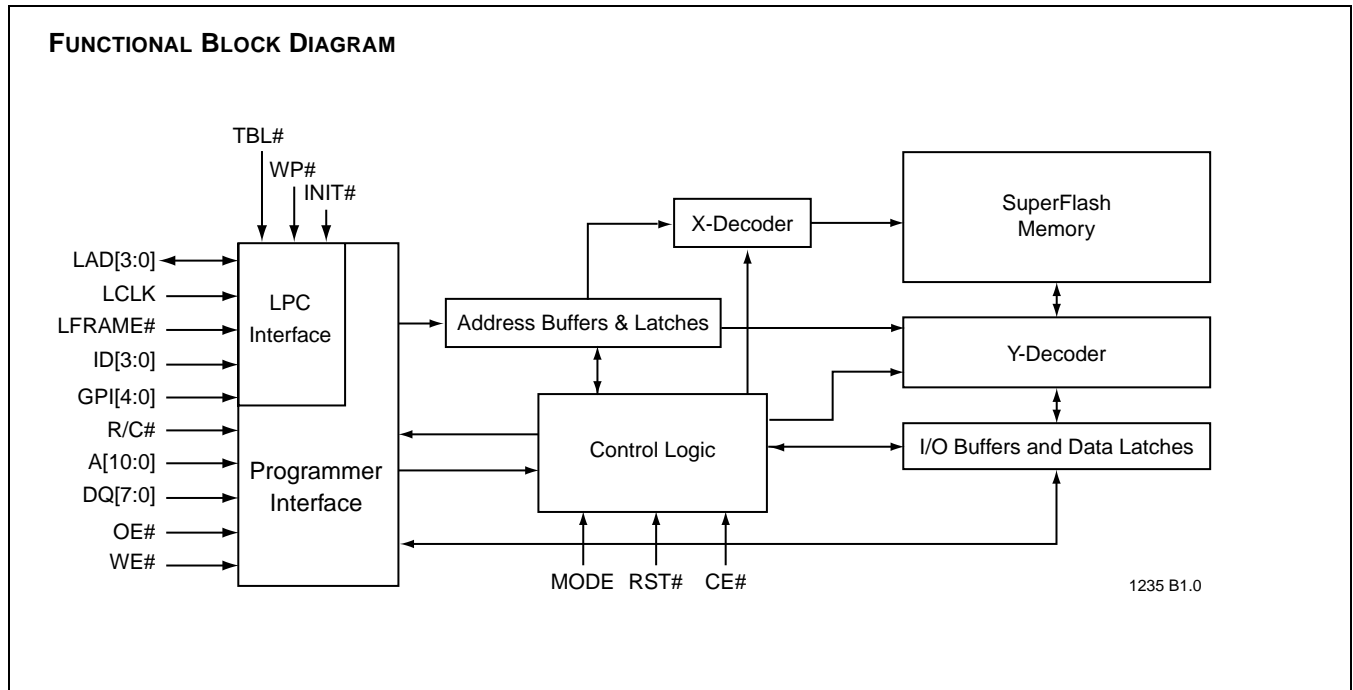 FUNCTIONAL BLOCK DIAGRAM
TBL#
WP#
INIT#
LAD[3:0]
LCLK
LFRAME#
ID[3:0]
GPI[4:0]
R/C#
A[10:0]
DQ[7:0]
OE#
WE#
LPC
Interface
Programmer
Interface
Address Buffers & Latches
X-Decoder
Control Logic
MODE
RST#
CE#
SuperFlash
Memory
Y-Decoder
I/O Buffers and Data Latches
1235 B1.0